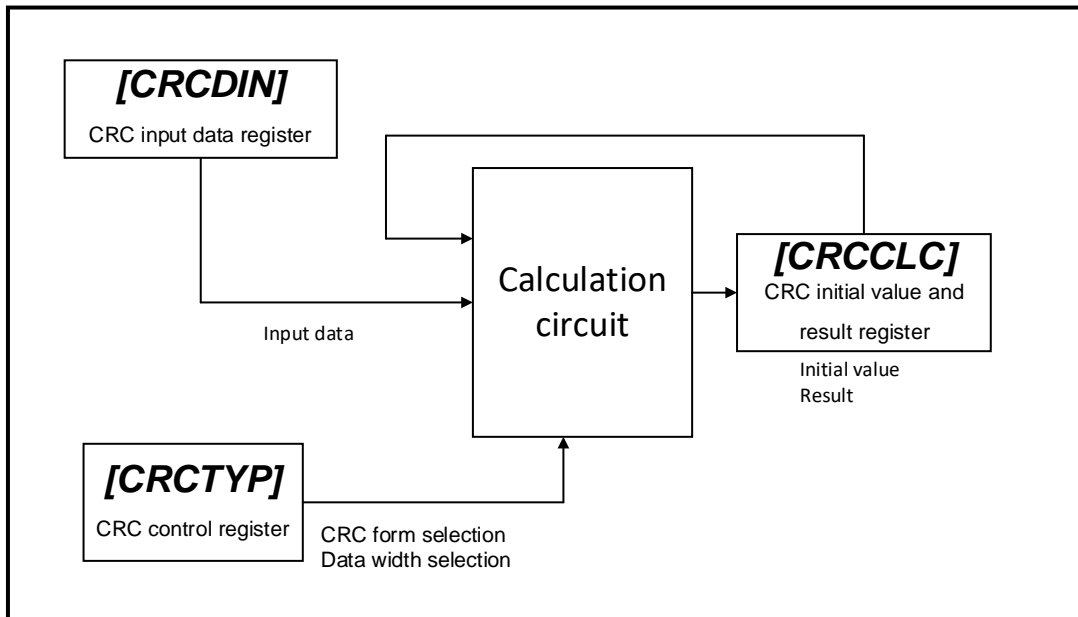 [CRCDIN]
CRC input data register
Calculation
circuit
[CRCCLC]
CRC initial value and
result register
Input data
Initial value
Result
[CRCTYP]
CRC control register
CRC form selection
Data width selection